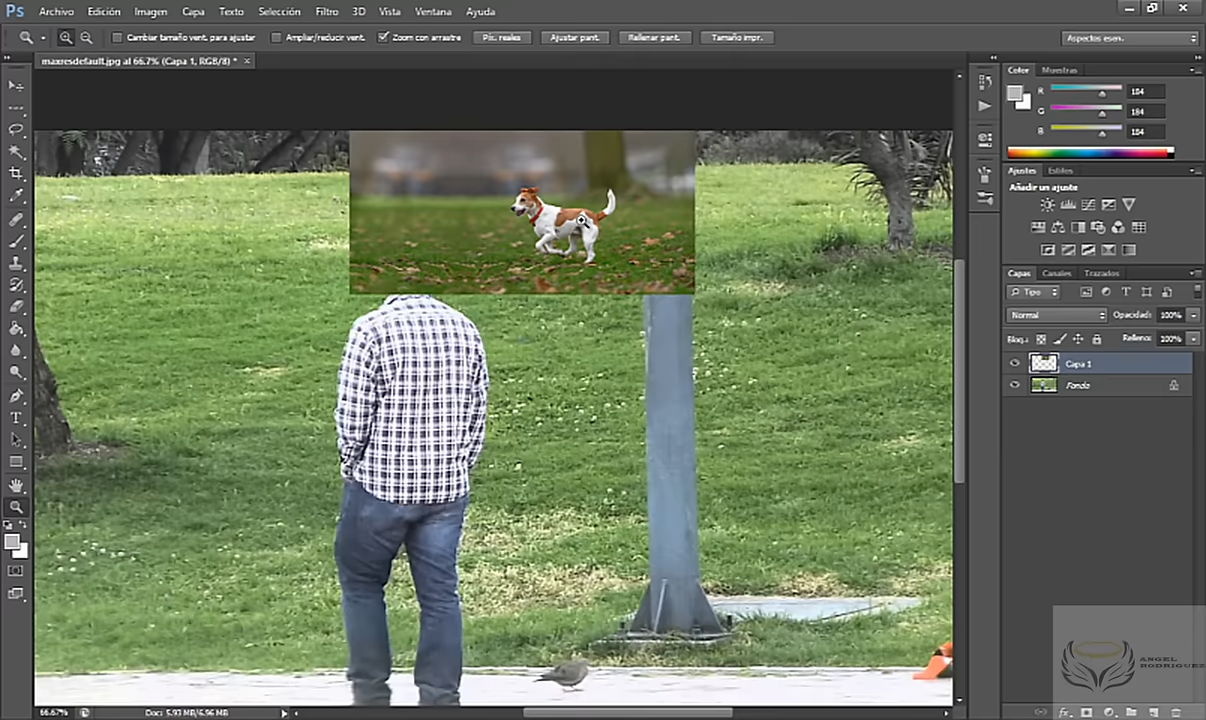 Ps Archivo Edición Imagen Capa Texto Selección Filtro 3D Vista Ventana Ayuda
Cambiar tamaño vent. para ajustar Ampliar/reducir vent. Zoom con arrastre Píx. reales Ajustar pant. Rellenar pant. Tamaño impr. Aspectos esen.
maxresdefault.jpg al 66.7% (Capa 1, RGB/8) *
Color Muestras
R 184
G 184
B 184
Ajustes Estilos
Añadir un ajuste
Capas Canales Trazados
Tipo
Normal Opacidad: 100%
Bloq.: Relleno: 100%
Capa 1
Fondo
ANGEL
RODRIGUEZ
66.67% Doc: 5.93 MB/6.96 MB